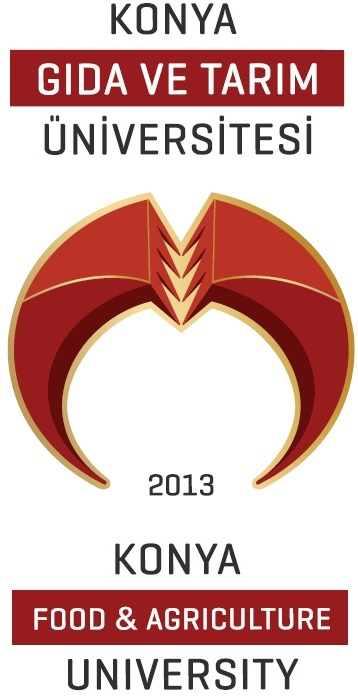 KONYA
GIDA VE TARIM
ÜNİVERSİTESİ
2013
KONYA
FOOD & AGRICULTURE
UNIVERSITY